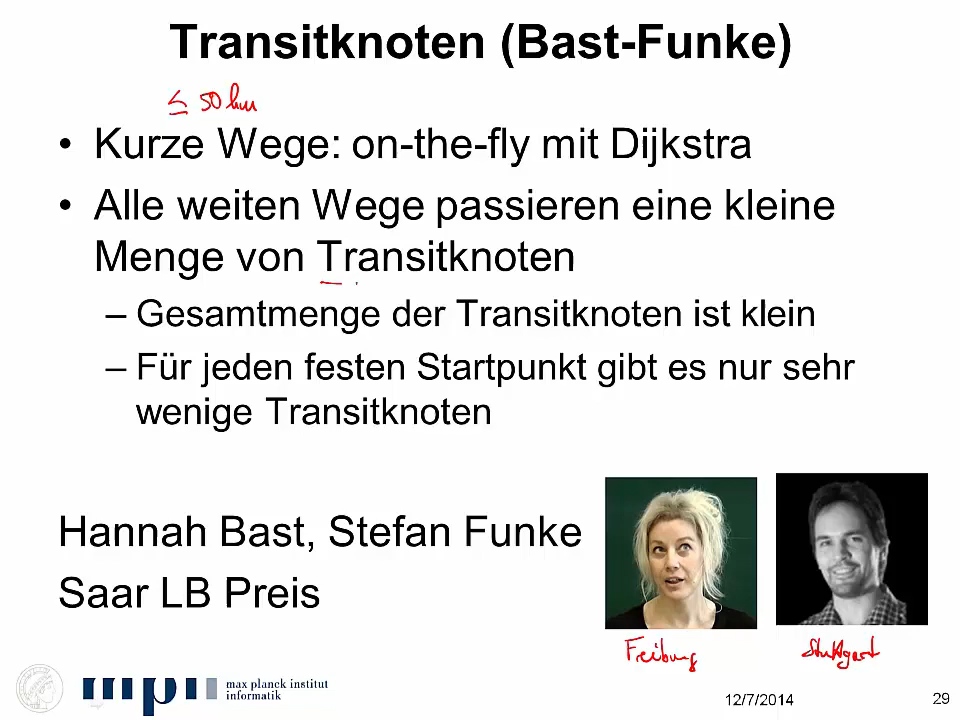 Transitknoten (Bast-Funke)
≤ 50 km
• Kurze Wege: on-the-fly mit Dijkstra
• Alle weiten Wege passieren eine kleine
Menge von Transitknoten
– Gesamtmenge der Transitknoten ist klein
– Für jeden festen Startpunkt gibt es nur sehr
wenige Transitknoten
Hannah Bast, Stefan Funke
Saar LB Preis
Freiburg
Stuttgart
mpii
max planck institut
informatik
12/7/2014
29